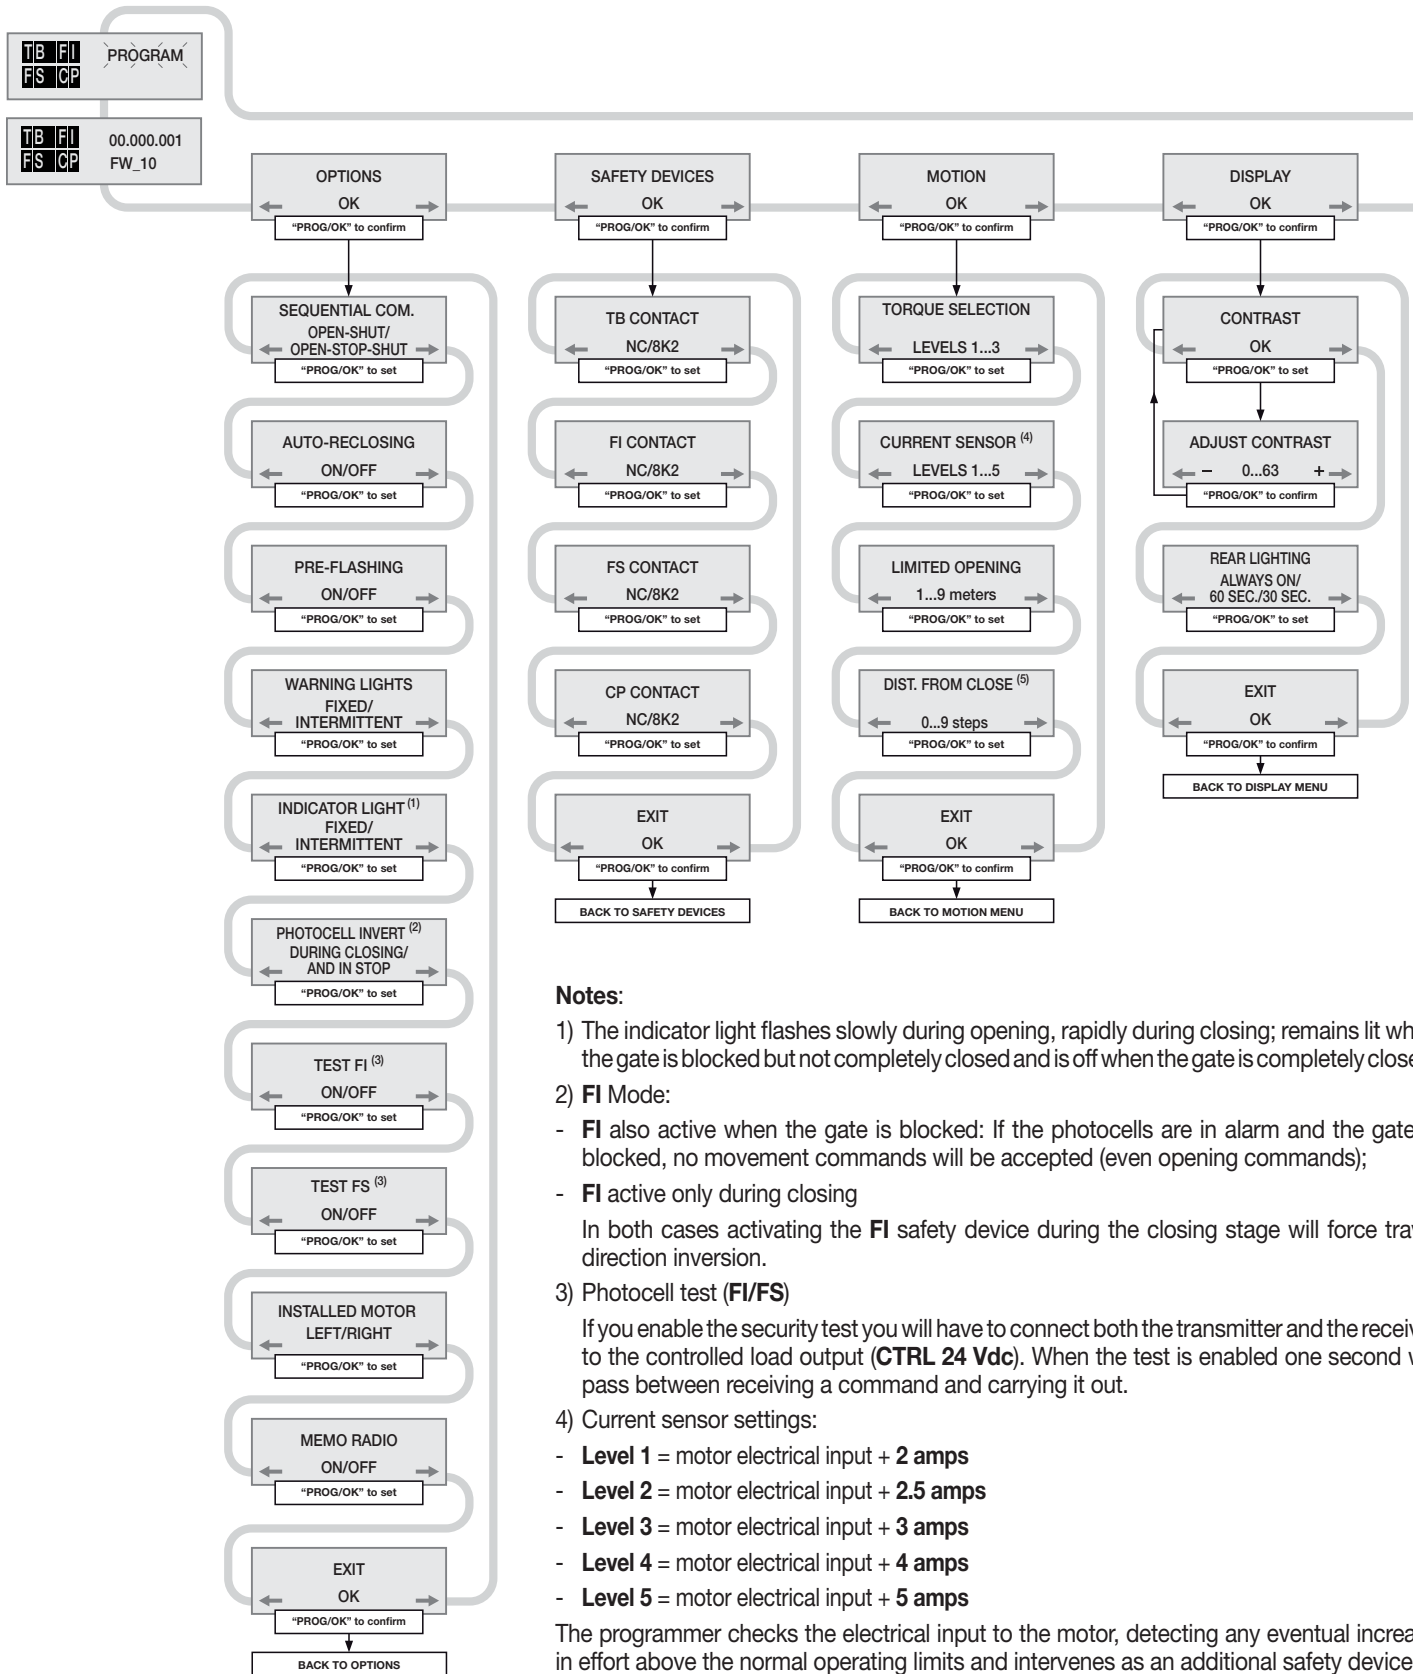 TB FI
FS CP
PROGRAM
TB FI
FS CP
00.000.001
FW_10
OPTIONS
OK
“PROG/OK” to confirm
SEQUENTIAL COM.
OPEN-SHUT/
OPEN-STOP-SHUT
“PROG/OK” to set
AUTO-RECLOSING
ON/OFF
“PROG/OK” to set
PRE-FLASHING
ON/OFF
“PROG/OK” to set
WARNING LIGHTS
FIXED/
INTERMITTENT
“PROG/OK” to set
INDICATOR LIGHT (1)
FIXED/
INTERMITTENT
“PROG/OK” to set
PHOTOCELL INVERT (2)
DURING CLOSING/
AND IN STOP
“PROG/OK” to set
TEST FI (3)
ON/OFF
“PROG/OK” to set
TEST FS (3)
ON/OFF
“PROG/OK” to set
INSTALLED MOTOR
LEFT/RIGHT
“PROG/OK” to set
MEMO RADIO
ON/OFF
“PROG/OK” to set
EXIT
OK
“PROG/OK” to confirm
BACK TO OPTIONS
SAFETY DEVICES
OK
“PROG/OK” to confirm
TB CONTACT
NC/8K2
“PROG/OK” to set
FI CONTACT
NC/8K2
“PROG/OK” to set
FS CONTACT
NC/8K2
“PROG/OK” to set
CP CONTACT
NC/8K2
“PROG/OK” to set
EXIT
OK
“PROG/OK” to confirm
BACK TO SAFETY DEVICES
MOTION
OK
“PROG/OK” to confirm
TORQUE SELECTION
LEVELS 1...3
“PROG/OK” to set
CURRENT SENSOR (4)
LEVELS 1...5
“PROG/OK” to set
LIMITED OPENING
1...9 meters
“PROG/OK” to set
DIST. FROM CLOSE (5)
0...9 steps
“PROG/OK” to set
EXIT
OK
“PROG/OK” to confirm
BACK TO MOTION MENU
DISPLAY
OK
“PROG/OK” to confirm
CONTRAST
OK
“PROG/OK” to set
ADJUST CONTRAST
– 0...63 +
“PROG/OK” to confirm
REAR LIGHTING
ALWAYS ON/
60 SEC./30 SEC.
“PROG/OK” to set
EXIT
OK
“PROG/OK” to confirm
BACK TO DISPLAY MENU
Notes:
1) The indicator light flashes slowly during opening, rapidly during closing; remains lit wh
the gate is blocked but not completely closed and is off when the gate is completely close
2) FI Mode:
- FI also active when the gate is blocked: If the photocells are in alarm and the gate
blocked, no movement commands will be accepted (even opening commands);
- FI active only during closing
In both cases activating the FI safety device during the closing stage will force trav
direction inversion.
3) Photocell test (FI/FS)
If you enable the security test you will have to connect both the transmitter and the receiv
to the controlled load output (CTRL 24 Vdc). When the test is enabled one second w
pass between receiving a command and carrying it out.
4) Current sensor settings:
- Level 1 = motor electrical input + 2 amps
- Level 2 = motor electrical input + 2.5 amps
- Level 3 = motor electrical input + 3 amps
- Level 4 = motor electrical input + 4 amps
- Level 5 = motor electrical input + 5 amps
The programmer checks the electrical input to the motor, detecting any eventual increa
in effort above the normal operating limits and intervenes as an additional safety device